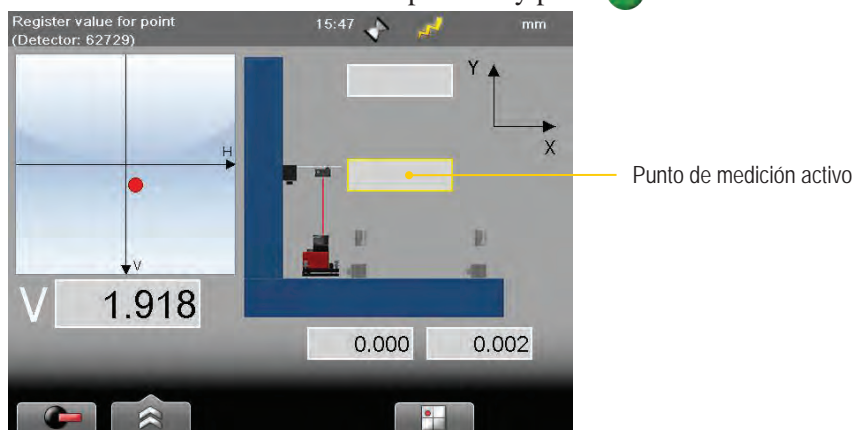 Register value for point
(Detector: 62729)
15:47
mm
Y
X
H
V
Punto de medición activo
V 1.918
0.000 0.002